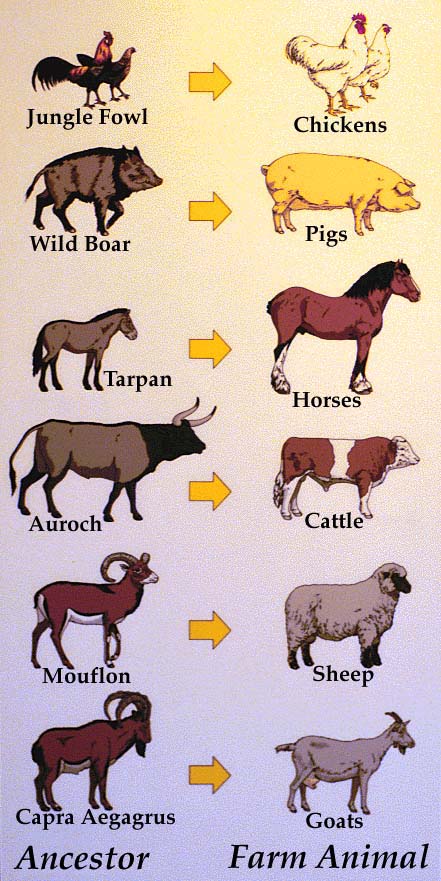 Jungle Fowl
Chickens
Wild Boar
Pigs
Tarpan
Horses
Auroch
Cattle
Mouflon
Sheep
Capra Aegagrus
Goats
Ancestor
Farm Animal